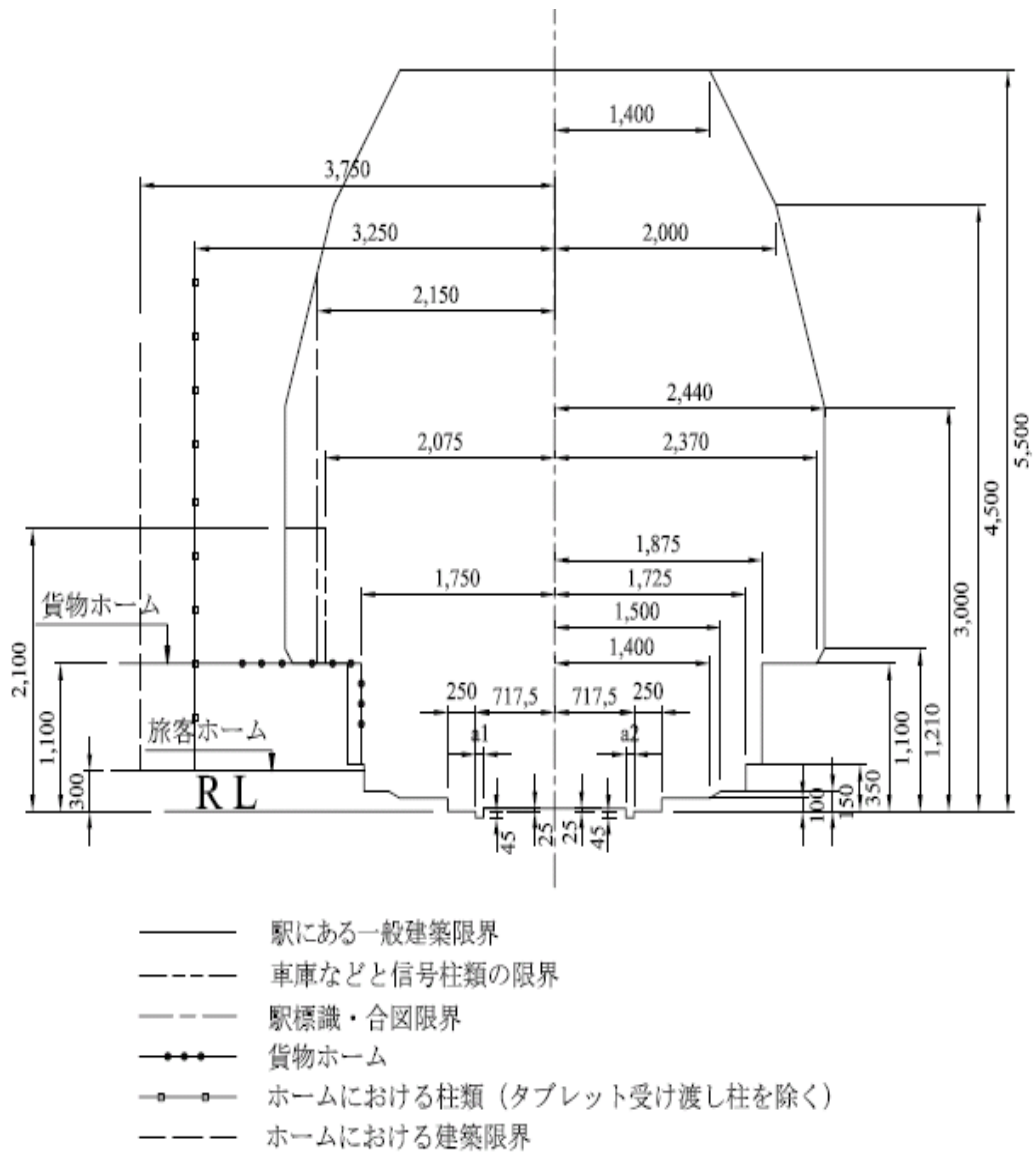 1,400
3,750
3,250
2,000
2,150
2,440
5,500
2,075
2,370
4,500
1,875
1,750
1,725
貨物ホーム
1,500
3,000
2,100
1,400
250
717,5
717,5
250
1,100
旅客ホーム
a1
a2
1,100
1,210
300
RL
45
25
25
45
100
150
350
駅にある一般建築限界
車庫などと信号柱類の限界
駅標識・合図限界
貨物ホーム
ホームにおける柱類（タブレット受け渡し柱を除く）
ホームにおける建築限界